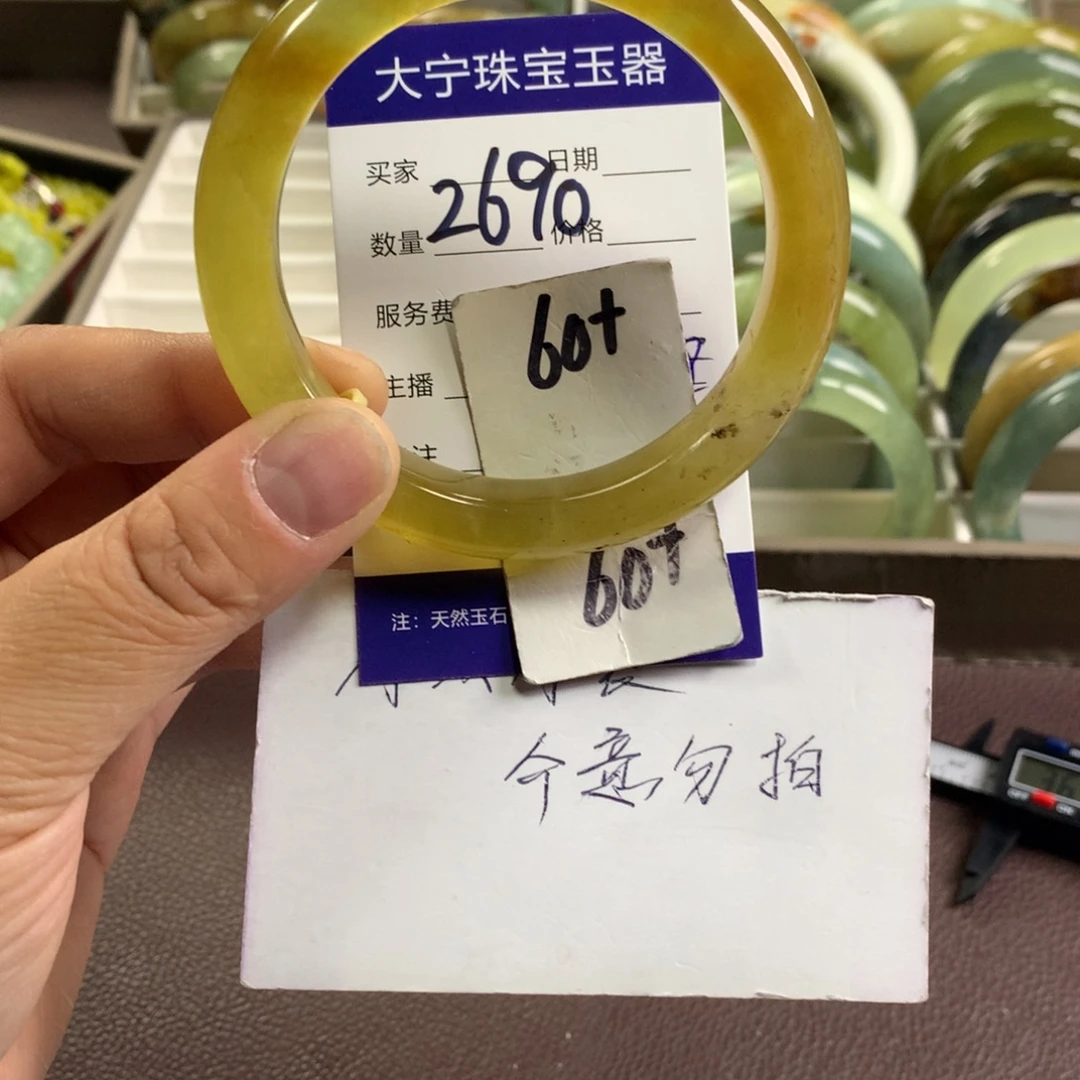 大宁珠宝玉器
买家 日期
2690
数量 价格
服务费
60+
主播
注
60+
注：天然玉石
介意勿拍